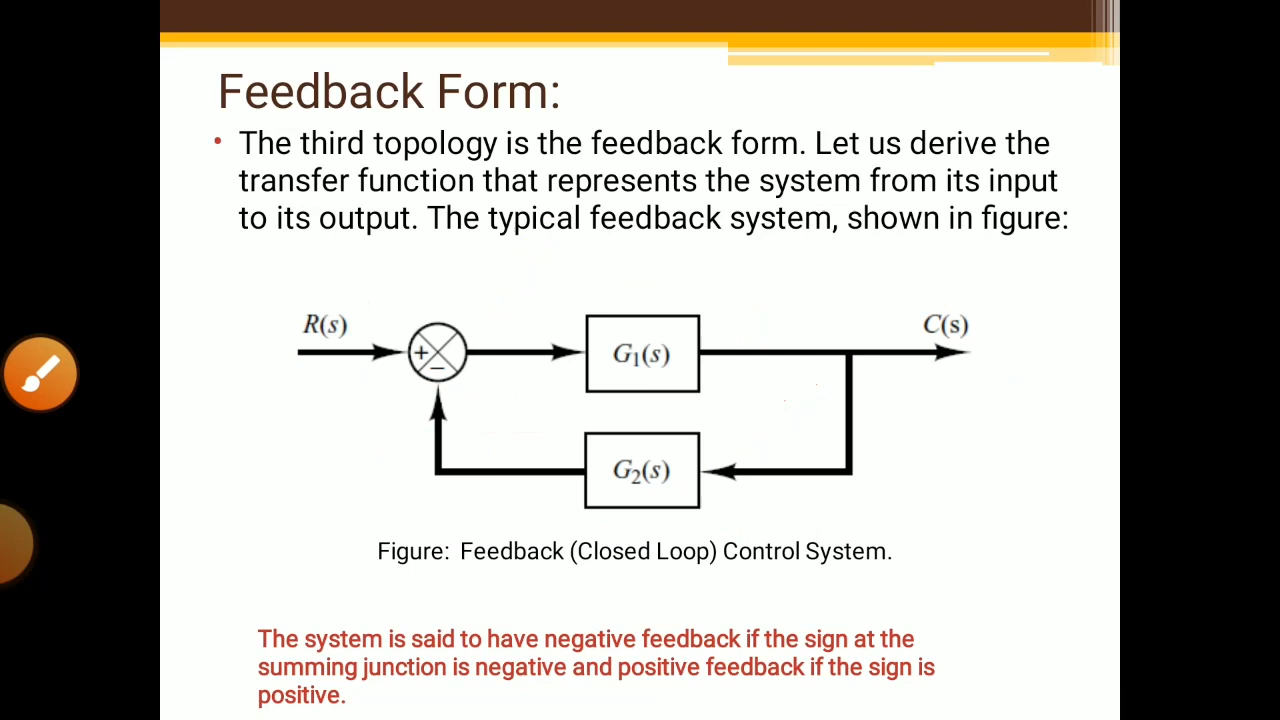 Feedback Form:
• The third topology is the feedback form. Let us derive the
transfer function that represents the system from its input
to its output. The typical feedback system, shown in figure:
R(s)
C(s)
+
−
G₁(s)
G₂(s)
Figure: Feedback (Closed Loop) Control System.
The system is said to have negative feedback if the sign at the
summing junction is negative and positive feedback if the sign is
positive.